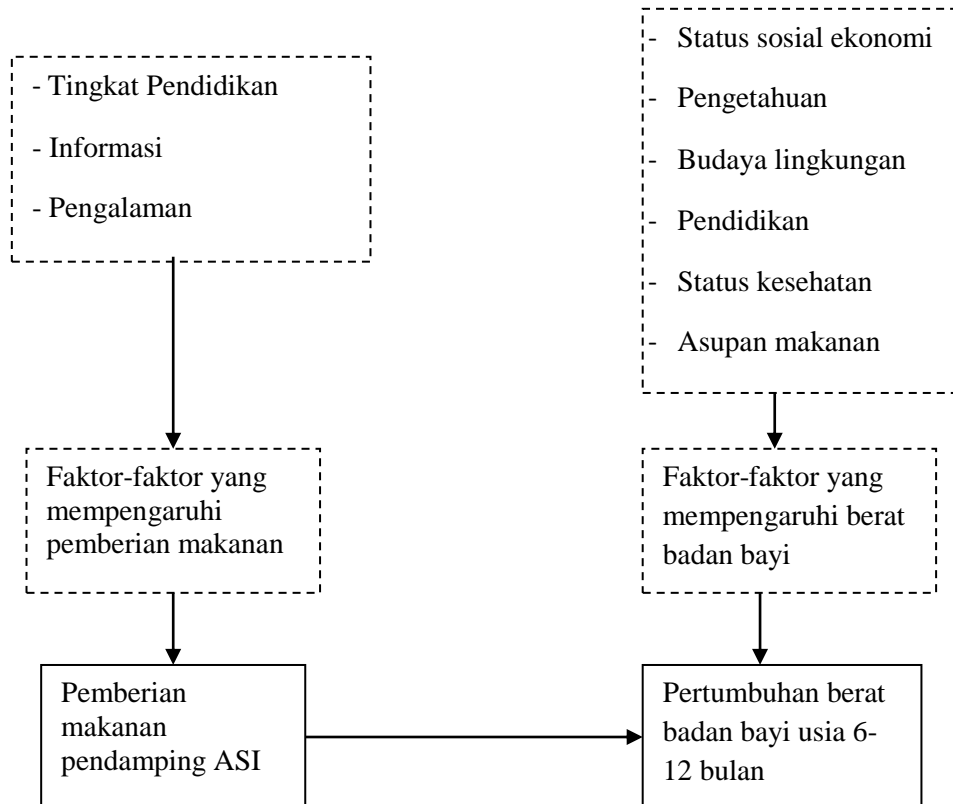 - Tingkat Pendidikan
- Informasi
- Pengalaman
- Status sosial ekonomi
- Pengetahuan
- Budaya lingkungan
- Pendidikan
- Status kesehatan
- Asupan makanan
Faktor-faktor yang
mempengaruhi
pemberian makanan
Faktor-faktor yang
mempengaruhi berat
badan bayi
Pemberian
makanan
pendamping ASI
Pertumbuhan berat
badan bayi usia 6-
12 bulan